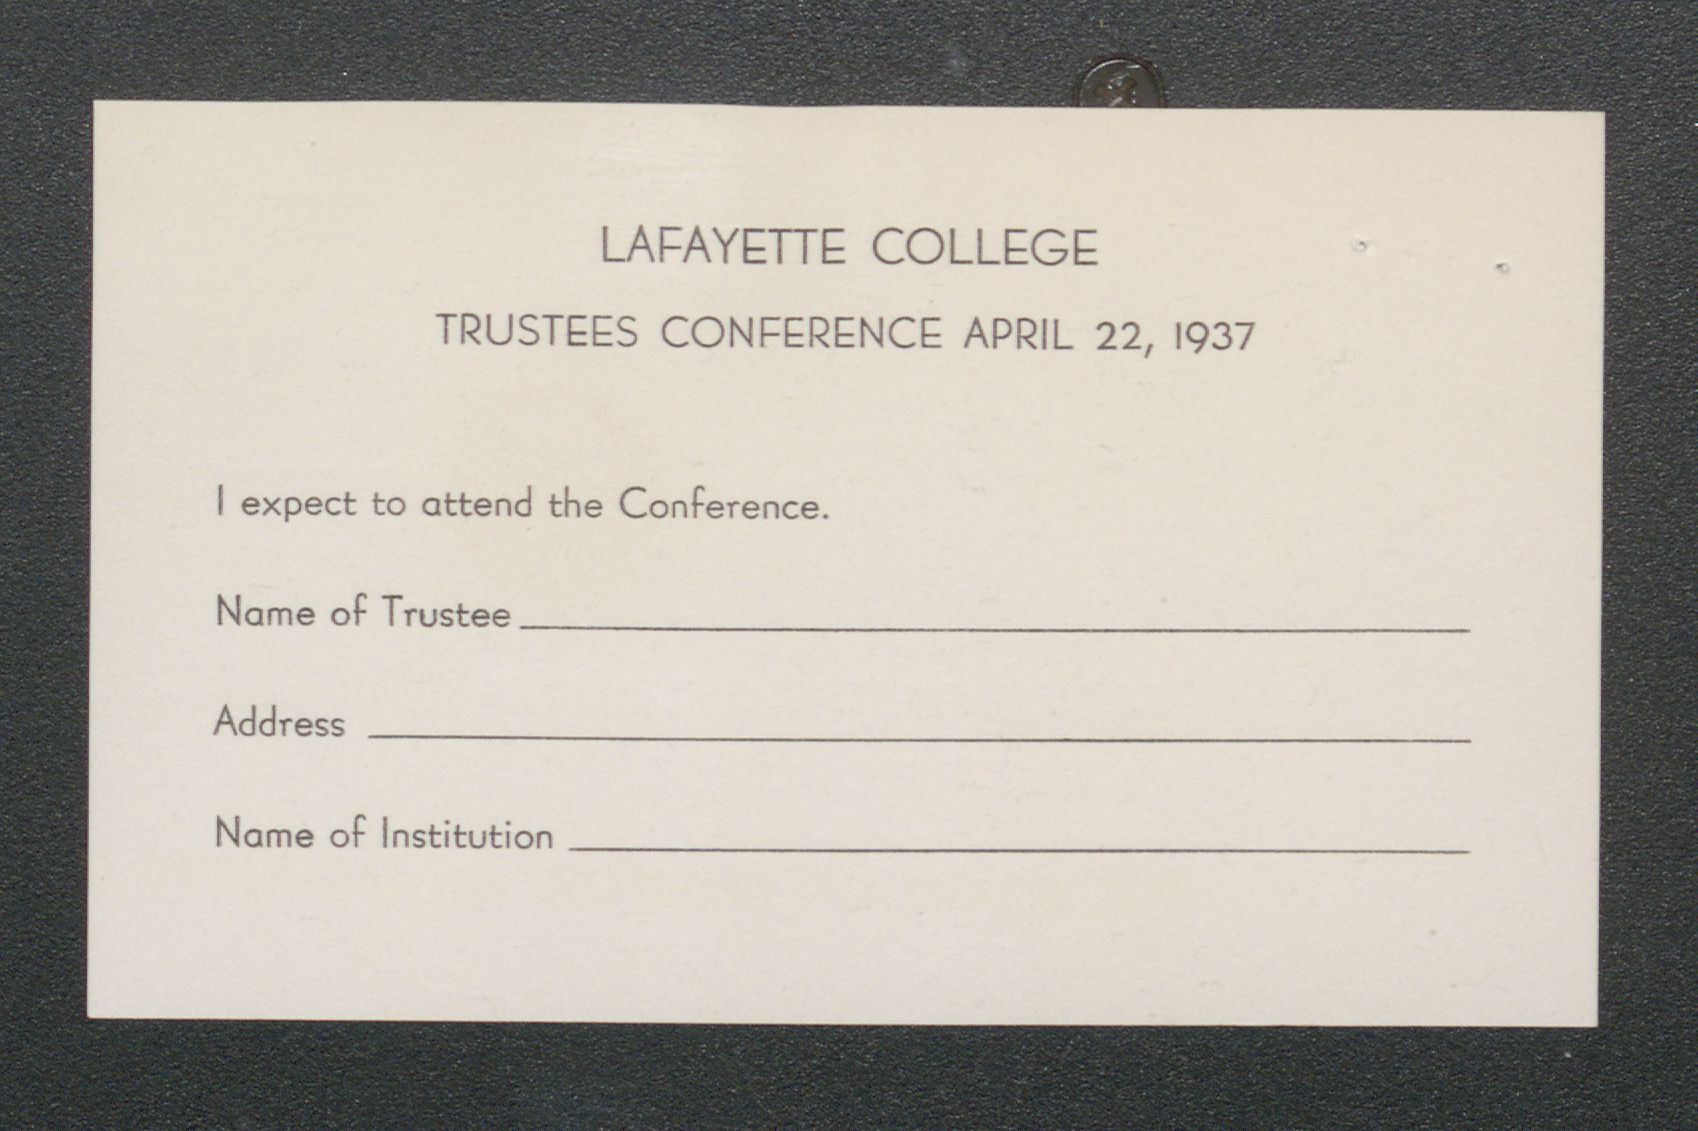 LAFAYETTE COLLEGE
TRUSTEES CONFERENCE APRIL 22, 1937
I expect to attend the Conference.
Name of Trustee
Address
Name of Institution